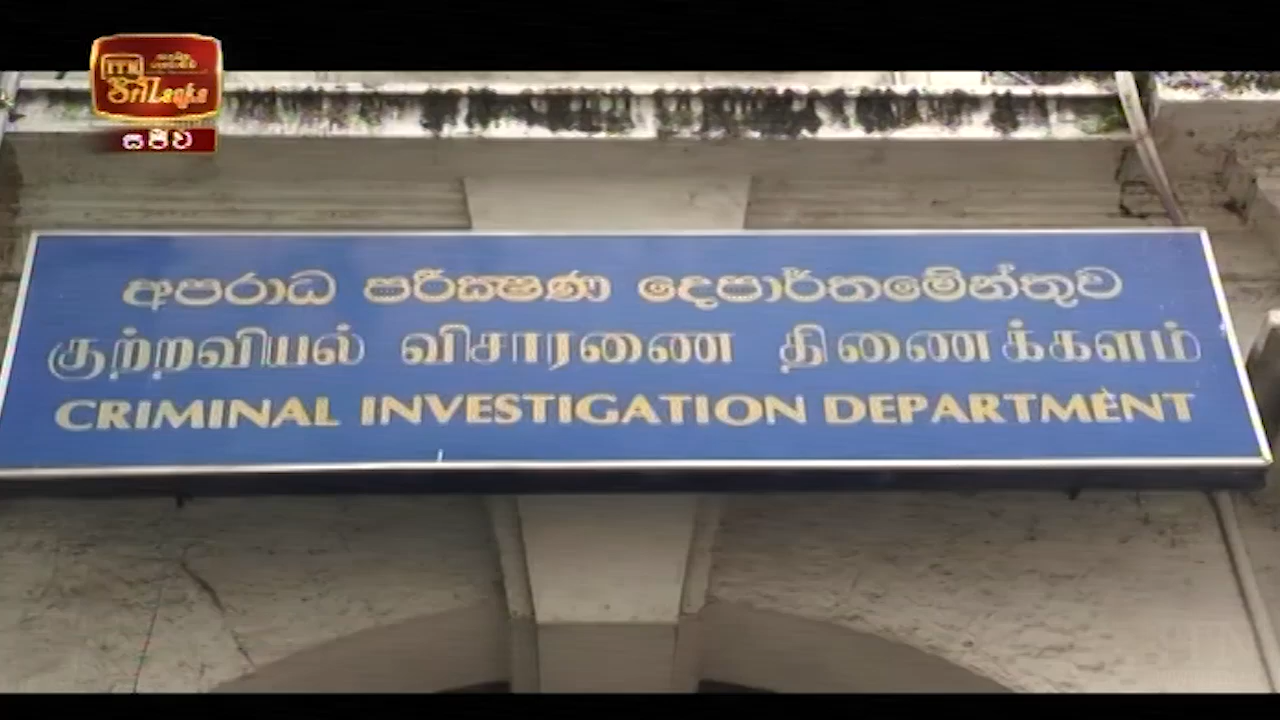 ITN
Sri Lanka
සජීව
අපරාධ පරීක්ෂණ දෙපාර්තමේන්තුව
குற்றவியல் விசாரணை திணைக்களம்
CRIMINAL INVESTIGATION DEPARTMENT